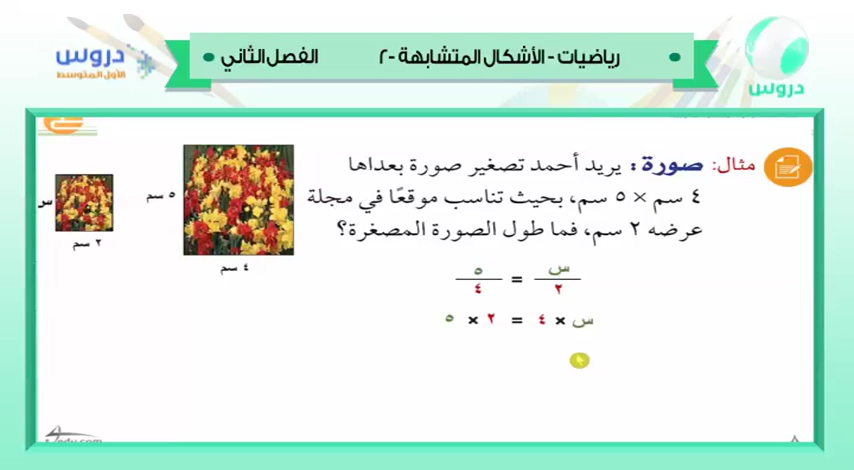 رياضيات - الأشكال المتشابهة -٢ الفصل الثاني
دروس
الأول المتوسط
دروس
مثال: صورة: يريد أحمد تصغير صورة بعداها
٤ سم × ٥ سم، بحيث تناسب موقعًا في مجلة
عرضه ٢ سم، فما طول الصورة المصغرة؟
٥ سم
٤ سم
س
٢ سم
س/٢ = ٥/٤
س × ٤ = ٢ × ٥